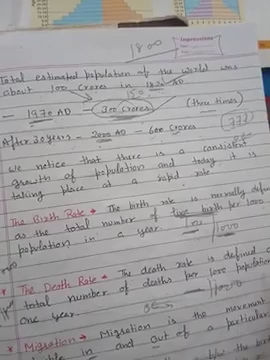 1800
Total estimated population of the world was
about 100 Crores in 1820 AD
150
- 1970 AD - 300 Crores (three times)
After 30 years - 2000 AD - 600 Crores
we notice that there is a consistent
growth of population and today it is
taking place at a rapid rate.
The Birth Rate → The birth rate is normally defined
as the total number of live birth per 1000
population in a year. 1000
* The Death Rate → The death rate is defined
total number of deaths per 1000 population
one year. 1000
* Migration → Migration is the movement
in and out of a particular